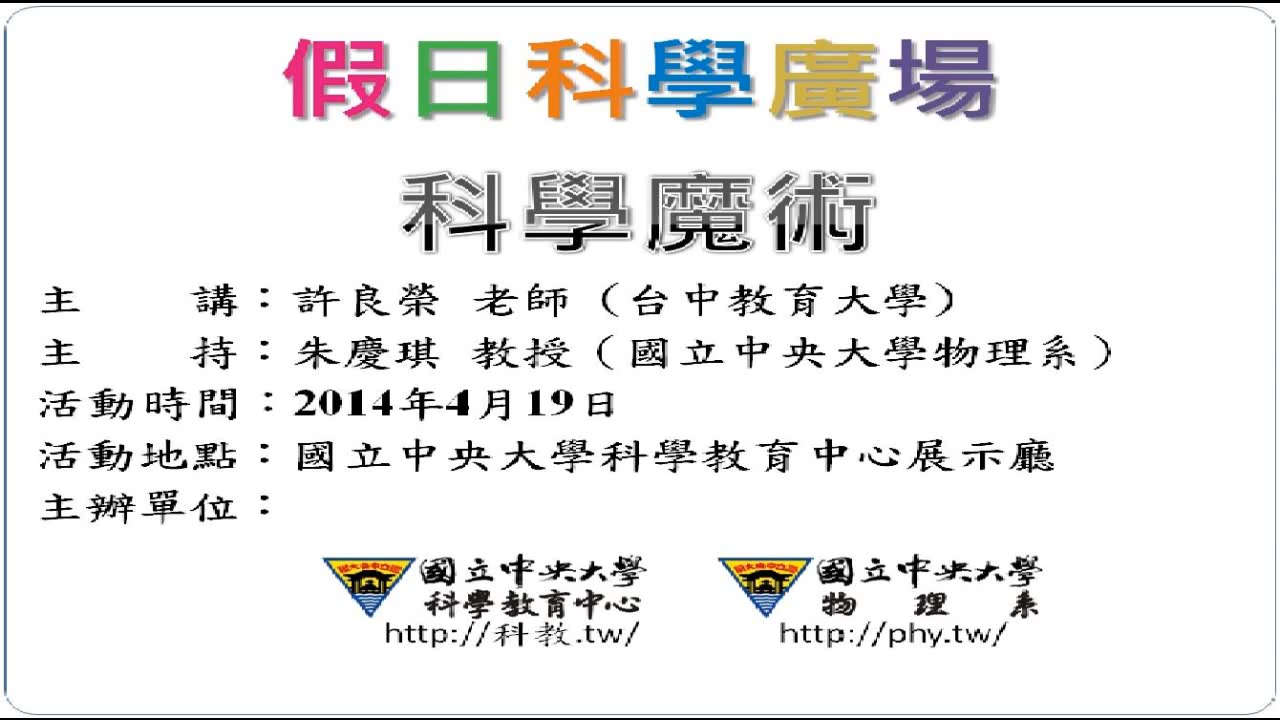 假日科學廣場
科學魔術
主　　講：許良榮 老師（台中教育大學）
主　　持：朱慶琪 教授（國立中央大學物理系）
活動時間：2014年4月19日
活動地點：國立中央大學科學教育中心展示廳
主辦單位：
國立中央大學
科學教育中心
http://科教.tw/
國立中央大學
物理系
http://phy.tw/